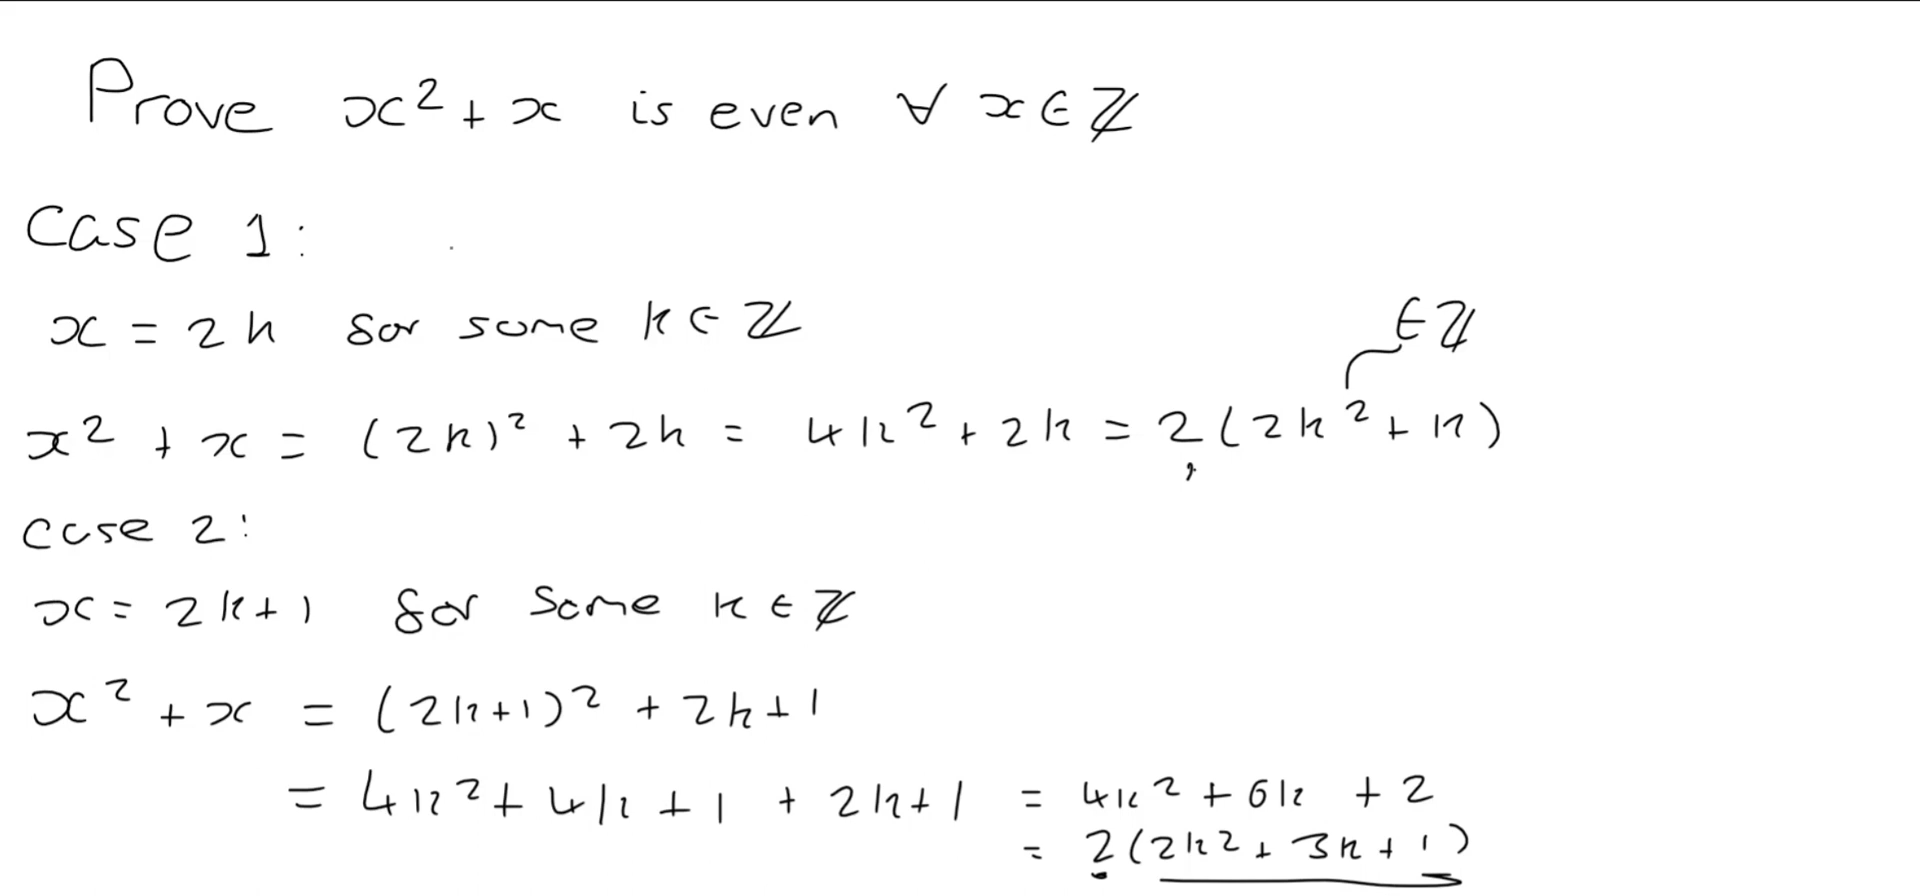 Prove x² + x is even ∀ x ∈ ℤ
Case 1:
x = 2k for some k ∈ ℤ
∈ ℤ
x² + x = (2k)² + 2k = 4k² + 2k = 2(2k² + k)
case 2:
x = 2k+1 for some k ∈ ℤ
x² + x = (2k+1)² + 2k+1
= 4k² + 4k + 1 + 2k+1 = 4k² + 6k + 2
= 2(2k² + 3k + 1)